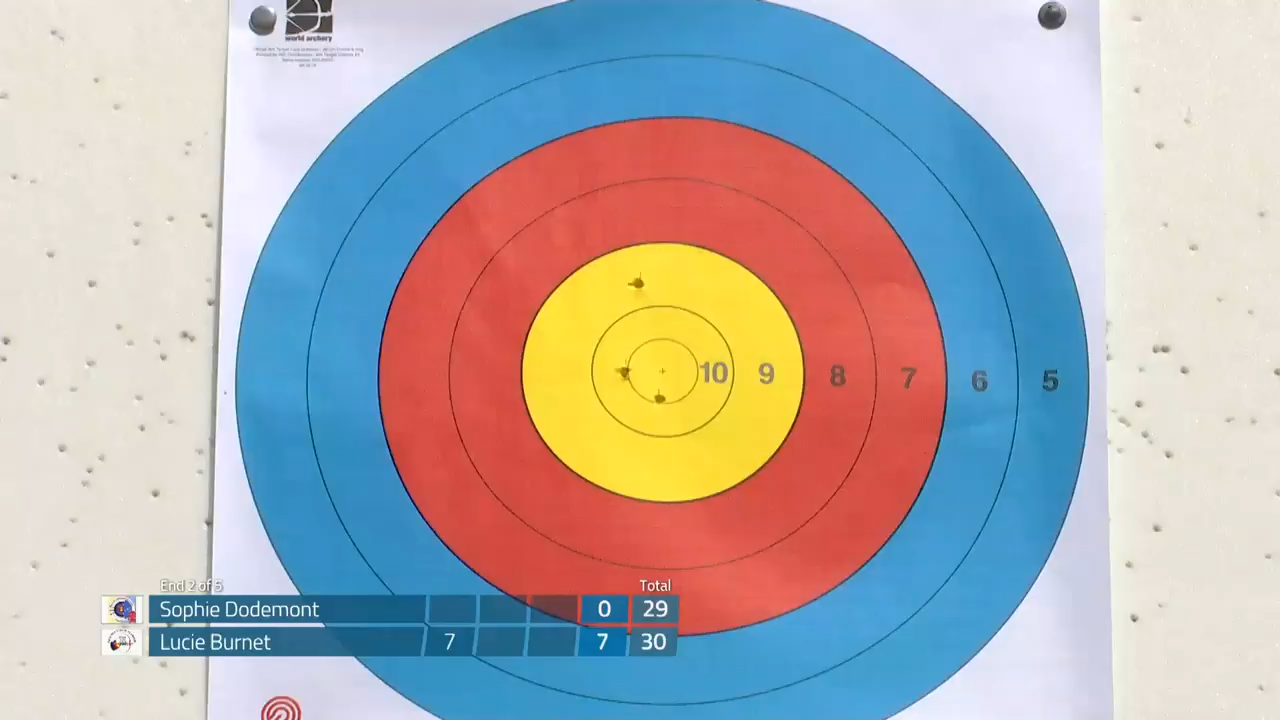 world archery
10 9 8 7 6 5
End 2 of 5 Total
Sophie Dodemont 0 29
Lucie Burnet 7 7 30